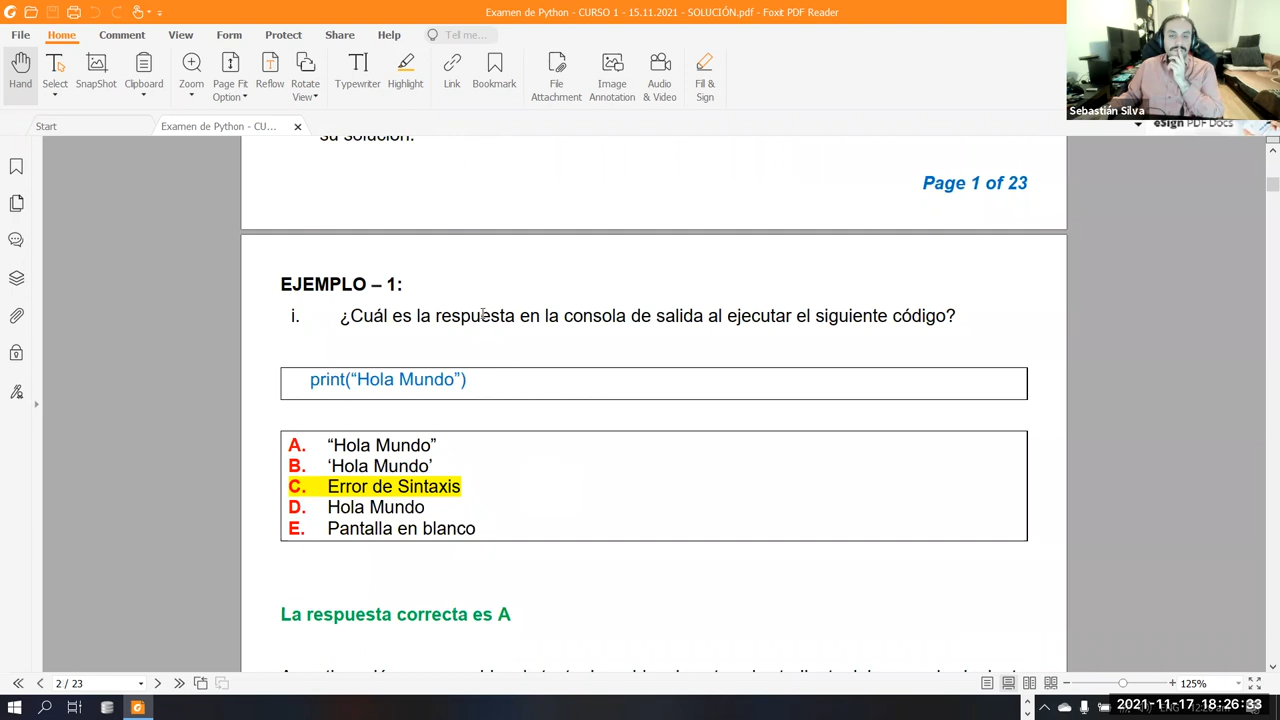 Examen de Python - CURSO 1 - 15.11.2021 - SOLUCIÓN.pdf - Foxit PDF Reader
File Home Comment View Form Protect Share Help Tell me...
Hand Select SnapShot Clipboard Zoom Page Fit Option Reflow Rotate View Typewriter Highlight Link Bookmark File Attachment Image Annotation Audio & Video Fill & Sign
Sebastián Silva
eSign PDF Docs
Start Examen de Python - CU...
su solución.
Page 1 of 23
EJEMPLO – 1:
i. ¿Cuál es la respuesta en la consola de salida al ejecutar el siguiente código?
print(“Hola Mundo”)
A. “Hola Mundo”
B. ‘Hola Mundo’
C. Error de Sintaxis
D. Hola Mundo
E. Pantalla en blanco
La respuesta correcta es A
2 / 23
125%
2021-11-17 18:26:33